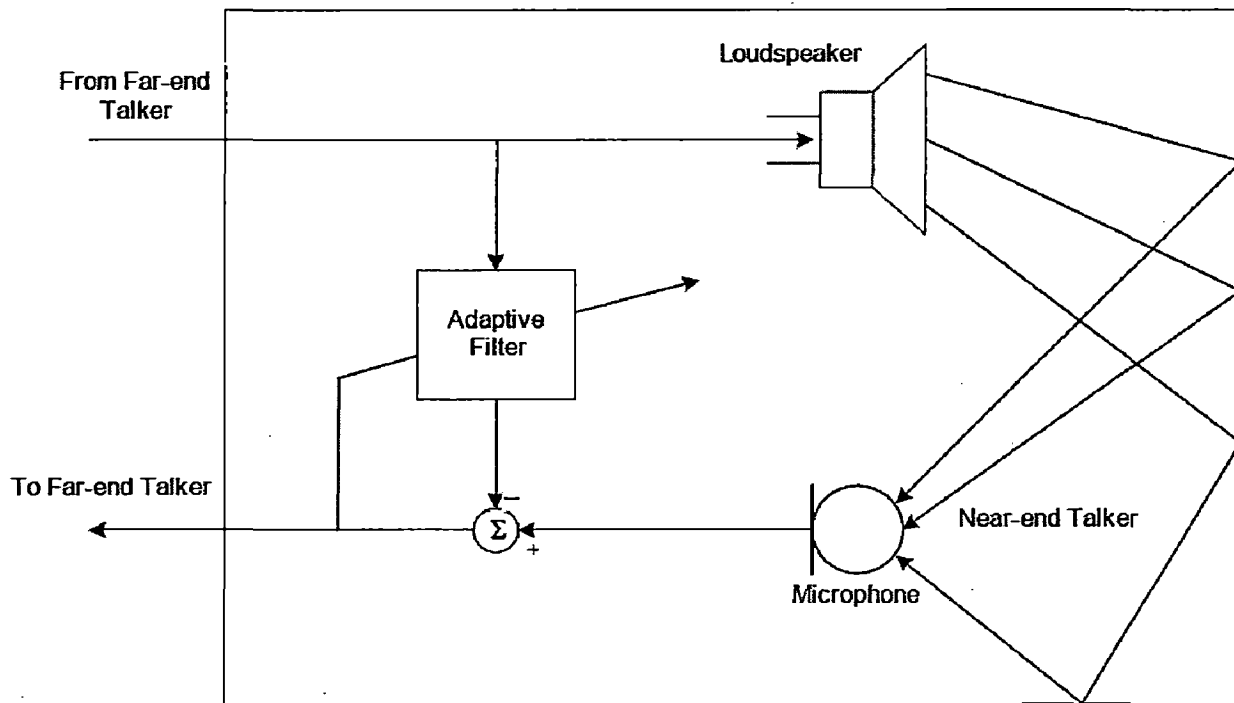 Loudspeaker
From Far-end
Talker
Adaptive
Filter
To Far-end Talker
−
Σ
+
Near-end Talker
Microphone